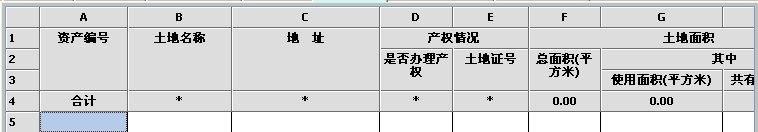 A B C D E F G
1 资产编号 土地名称 地 址 产权情况 土地面积
2 是否办理产权 土地证号 总面积(平方米) 其中
3 使用面积(平方米) 共有
4 合计 * * * * 0.00 0.00
5